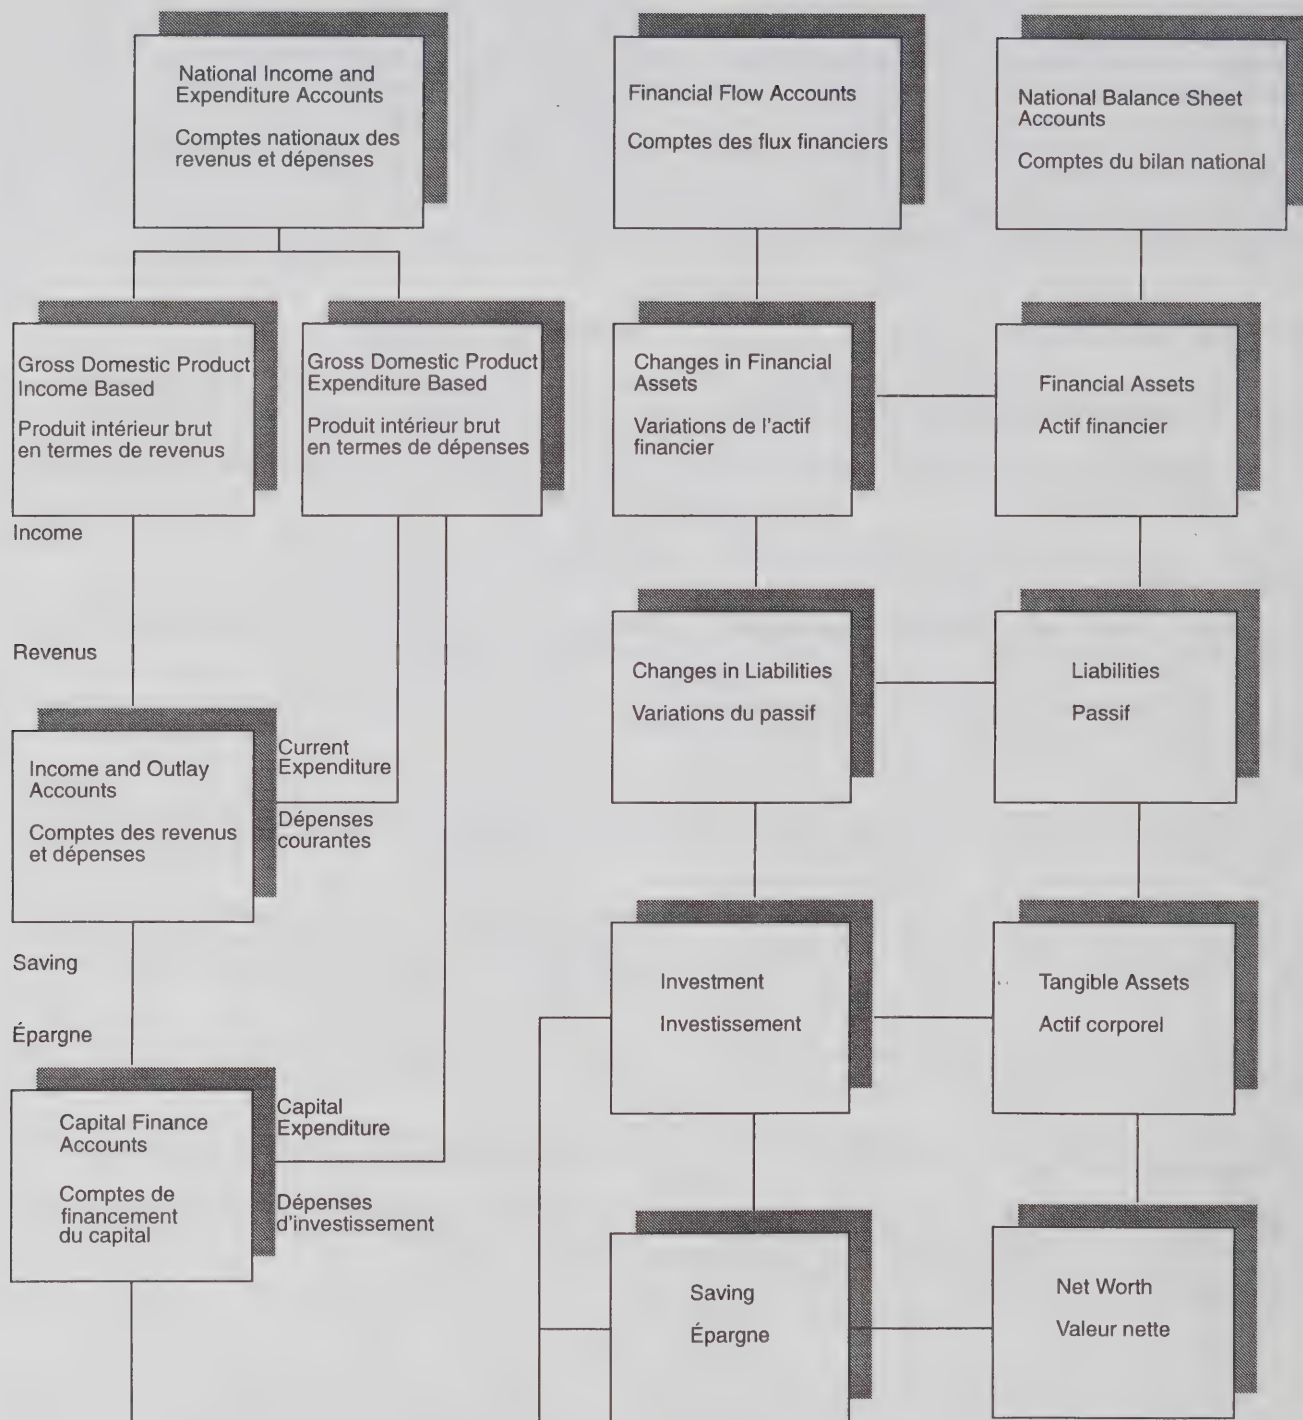 National Income and
Expenditure Accounts
Comptes nationaux des
revenus et dépenses
Financial Flow Accounts
Comptes des flux financiers
National Balance Sheet
Accounts
Comptes du bilan national
Gross Domestic Product
Income Based
Produit intérieur brut
en termes de revenus
Gross Domestic Product
Expenditure Based
Produit intérieur brut
en termes de dépenses
Changes in Financial
Assets
Variations de l'actif
financier
Financial Assets
Actif financier
Income
Revenus
Changes in Liabilities
Variations du passif
Liabilities
Passif
Income and Outlay
Accounts
Comptes des revenus
et dépenses
Current
Expenditure
Dépenses
courantes
Saving
Épargne
Investment
Investissement
Tangible Assets
Actif corporel
Capital Finance
Accounts
Comptes de
financement
du capital
Capital
Expenditure
Dépenses
d'investissement
Saving
Épargne
Net Worth
Valeur nette